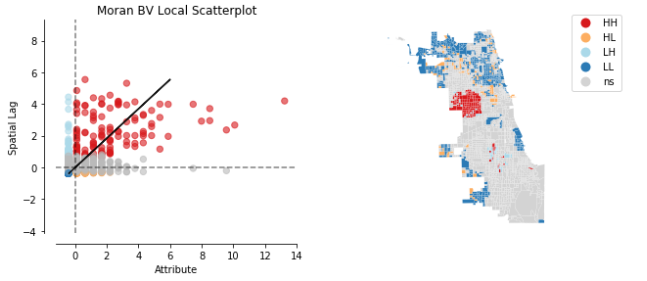 Moran BV Local Scatterplot
8
6
4
2
0
−2
−4
Spatial Lag
0 2 4 6 8 10 12 14
Attribute
HH
HL
LH
LL
ns